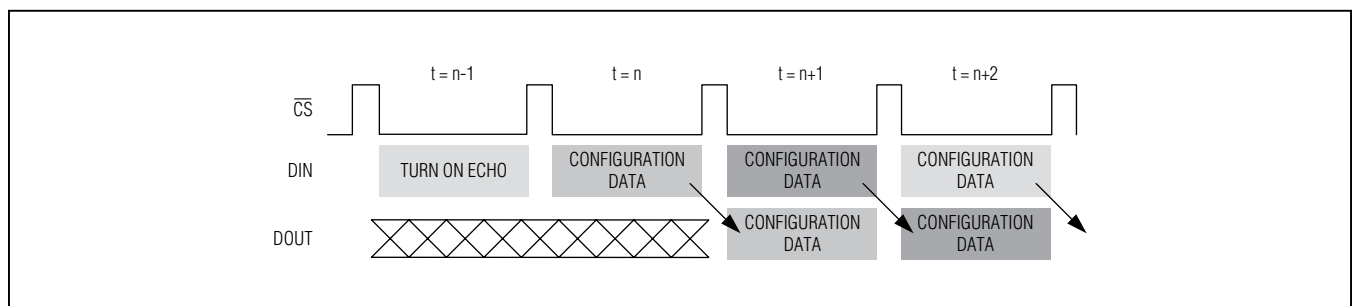 t = n-1
t = n
t = n+1
t = n+2
CS
DIN
TURN ON ECHO
CONFIGURATION
DATA
CONFIGURATION
DATA
CONFIGURATION
DATA
DOUT
CONFIGURATION
DATA
CONFIGURATION
DATA